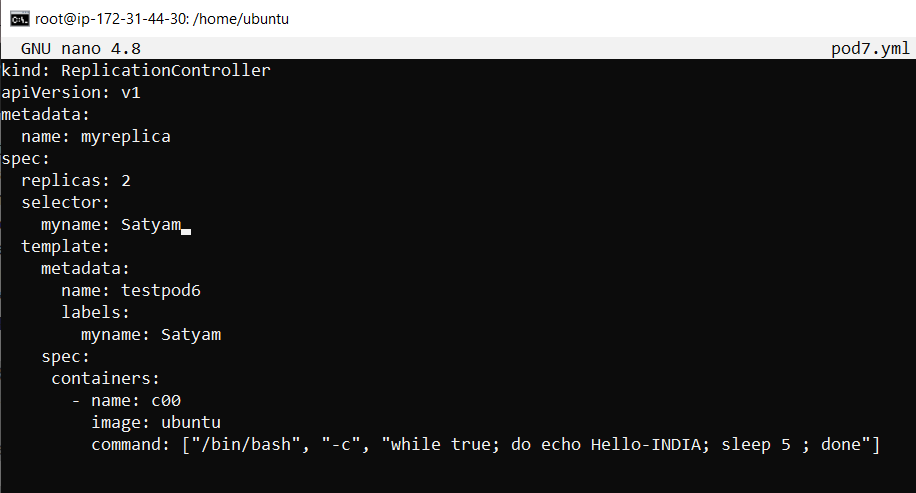 root@ip-172-31-44-30: /home/ubuntu
GNU nano 4.8 pod7.yml
kind: ReplicationController
apiVersion: v1
metadata:
  name: myreplica
spec:
  replicas: 2
  selector:
    myname: Satyam
  template:
    metadata:
      name: testpod6
      labels:
        myname: Satyam
    spec:
     containers:
       - name: c00
         image: ubuntu
         command: ["/bin/bash", "-c", "while true; do echo Hello-INDIA; sleep 5 ; done"]